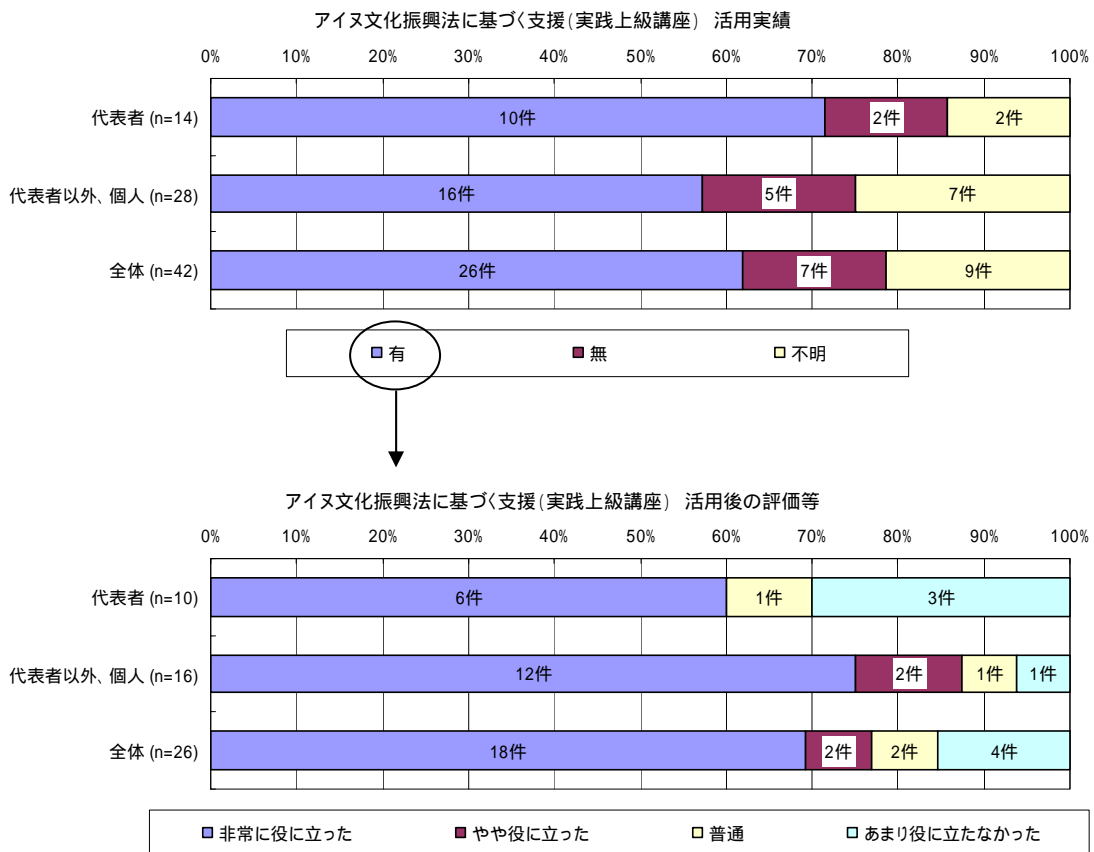 アイヌ文化振興法に基づく支援(実践上級講座) 活用実績
0% 10% 20% 30% 40% 50% 60% 70% 80% 90% 100%
代表者 (n=14) 10件 2件 2件
代表者以外、個人 (n=28) 16件 5件 7件
全体 (n=42) 26件 7件 9件
有 無 不明
アイヌ文化振興法に基づく支援(実践上級講座) 活用後の評価等
0% 10% 20% 30% 40% 50% 60% 70% 80% 90% 100%
代表者 (n=10) 6件 1件 3件
代表者以外、個人 (n=16) 12件 2件 1件 1件
全体 (n=26) 18件 2件 2件 4件
非常に役に立った やや役に立った 普通 あまり役に立たなかった